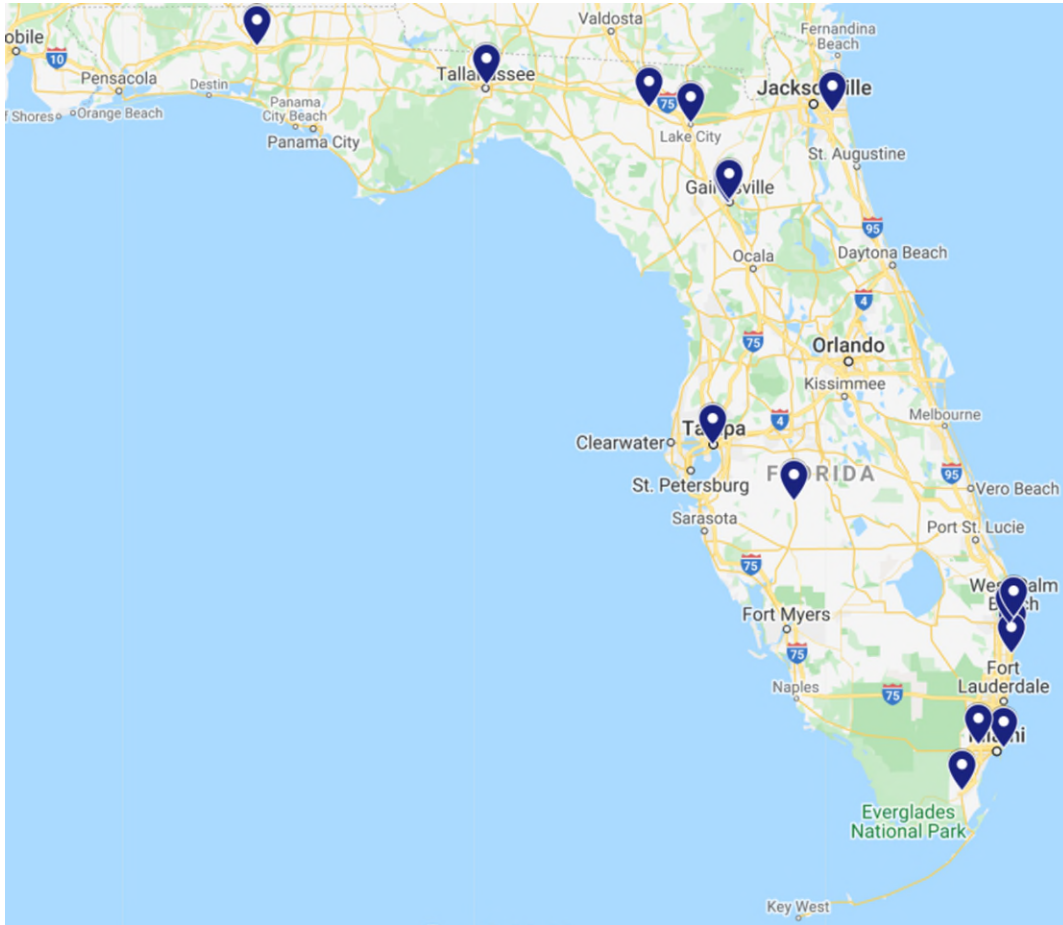 Valdosta
Fernandina
Beach
obile
10
Pensacola
Destin
f Shores
Orange Beach
Panama
City Beach
Panama City
Tallahassee
75
Lake City
Jacksonville
St. Augustine
Gainesville
95
Ocala
Daytona Beach
4
75
Orlando
Kissimmee
4
Melbourne
Tampa
Clearwater
FLORIDA
95
St. Petersburg
Vero Beach
Sarasota
Port St. Lucie
75
West Palm
Beach
Fort Myers
75
Fort
Lauderdale
Naples
75
Miami
Everglades
National Park
Key West